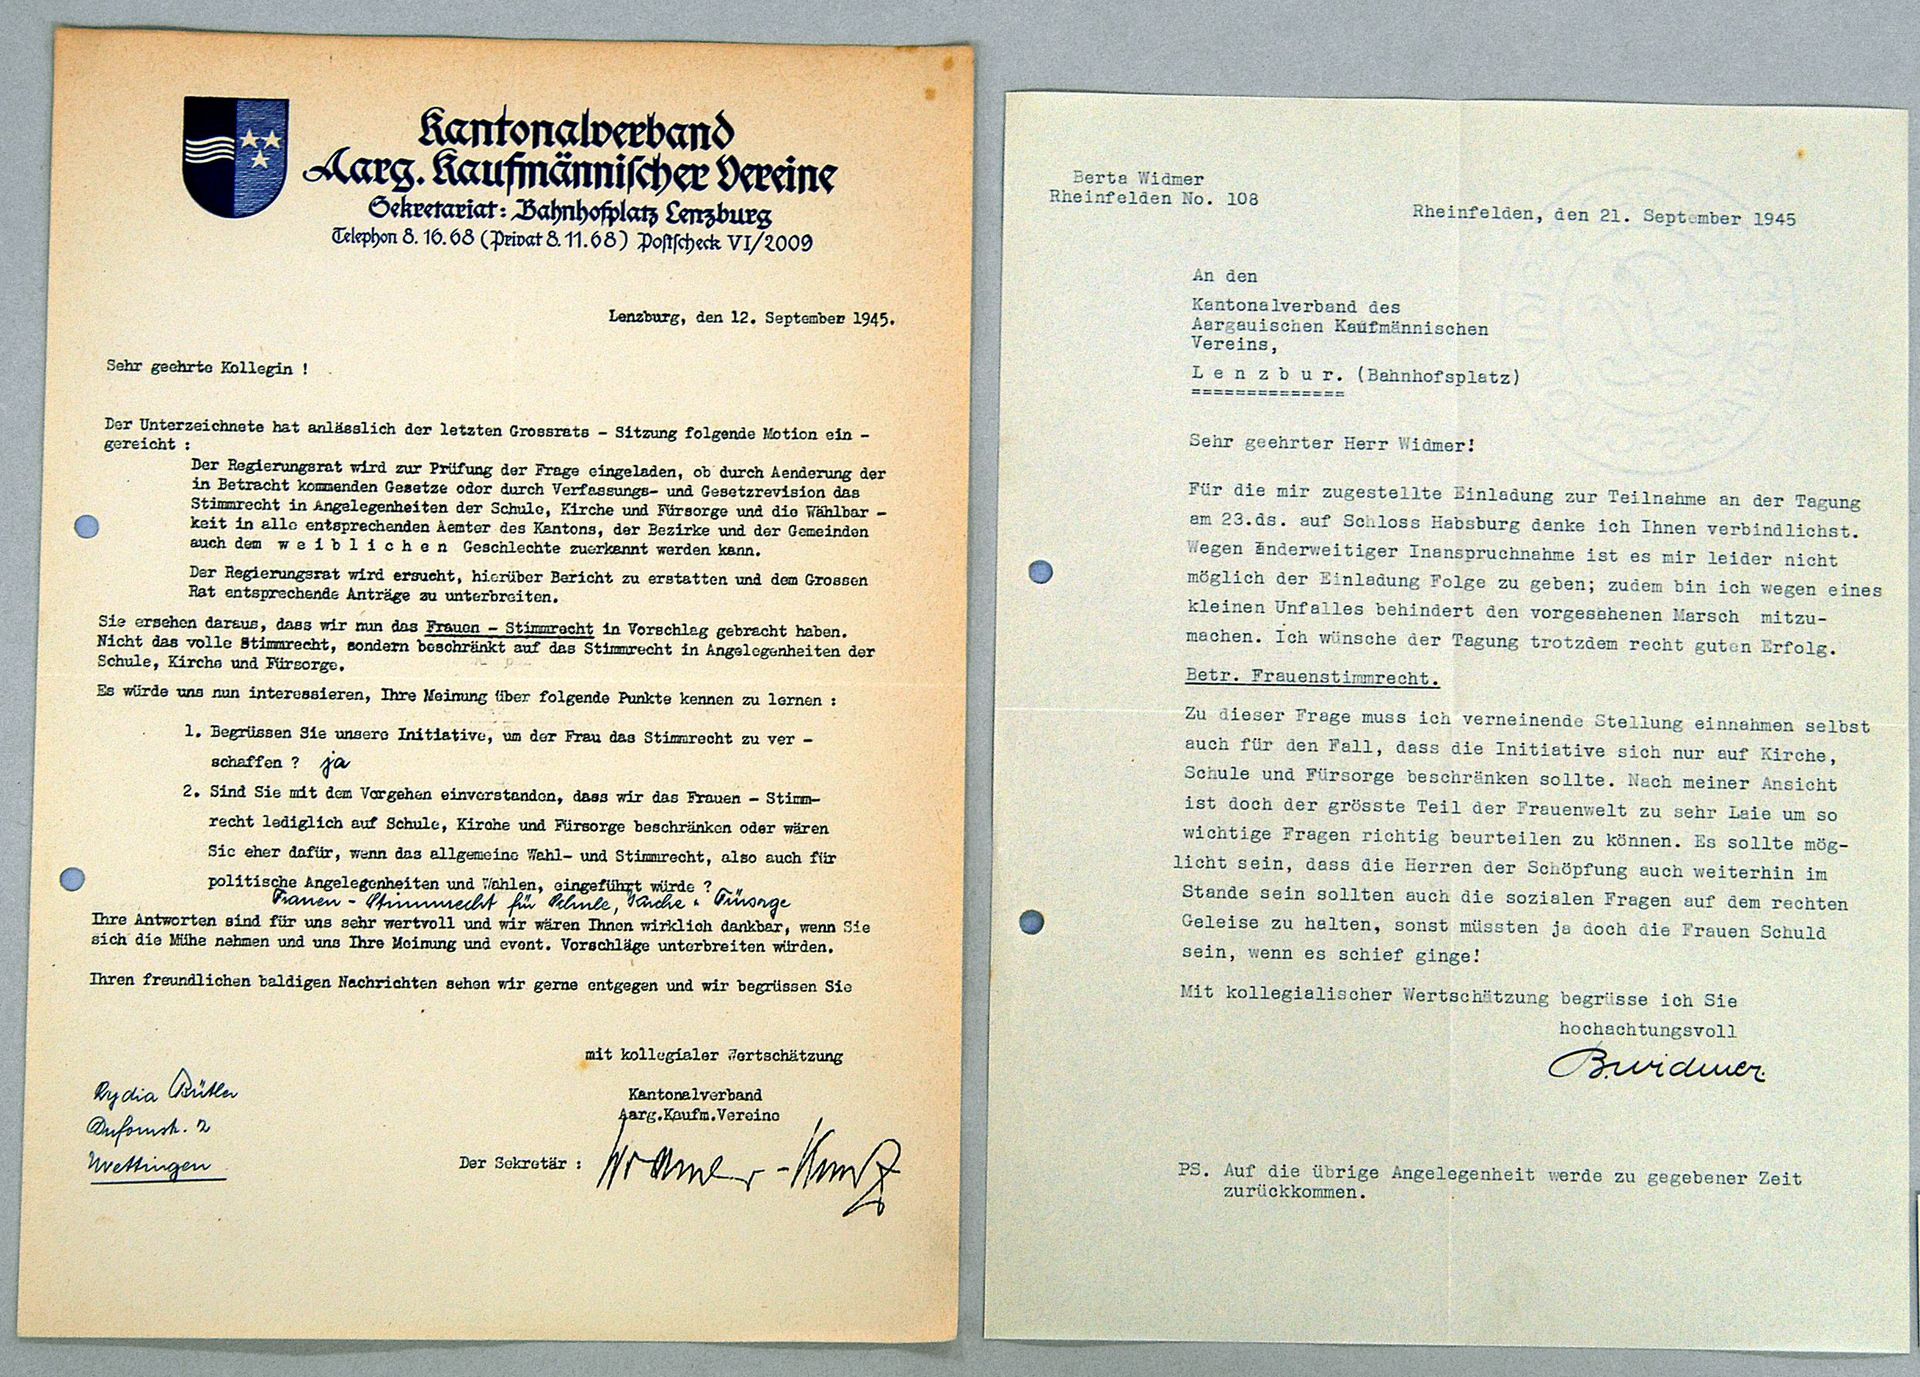 Kantonalverband
Aarg. Kaufmännischer Vereine
Sekretariat: Bahnhofplatz Lenzburg
Telephon 8.16.68 (Privat 8.11.68) Postscheck VI/2009
Lenzburg, den 12. September 1945.
Sehr geehrte Kollegin !
Der Unterzeichnete hat anlässlich der letzten Grossrats - Sitzung folgende Motion ein -
gereicht :
Der Regierungsrat wird zur Prüfung der Frage eingeladen, ob durch Aenderung der
in Betracht kommenden Gesetze oder durch Verfassungs- und Gesetzrevision das
Stimmrecht in Angelegenheiten der Schule, Kirche und Fürsorge und die Wählbar -
keit in alle entsprechenden Aemter des Kantons, der Bezirke und der Gemeinden
auch dem w e i b l i c h e n Geschlechte zuerkannt werden kann.
Der Regierungsrat wird ersucht, hierüber Bericht zu erstatten und dem Grossen
Rat entsprechende Anträge zu unterbreiten.
Sie ersehen daraus, dass wir nun das Frauen - Stimmrecht in Vorschlag gebracht haben.
Nicht das volle Stimmrecht, sondern beschränkt auf das Stimmrecht in Angelegenheiten der
Schule, Kirche und Fürsorge.
Es würde uns nun interessieren, Ihre Meinung über folgende Punkte kennen zu lernen :
1. Begrüssen Sie unsere Initiative, um der Frau das Stimmrecht zu ver -
schaffen ? ja
2. Sind Sie mit dem Vorgehen einverstanden, dass wir das Frauen - Stimm-
recht lediglich auf Schule, Kirche und Fürsorge beschränken oder wären
Sie eher dafür, wenn das allgemeine Wahl- und Stimmrecht, also auch für
politische Angelegenheiten und Wahlen, eingeführt würde ?
Frauen - Stimmrecht für Schule, Kirche u. Fürsorge
Ihre Antworten sind für uns sehr wertvoll und wir wären Ihnen wirklich dankbar, wenn Sie
sich die Mühe nehmen und uns Ihre Meinung und event. Vorschläge unterbreiten würden.
Ihren freundlichen baldigen Nachrichten sehen wir gerne entgegen und wir begrüssen Sie
mit kollegialer Wertschätzung
Kantonalverband
Aarg.Kaufm.Vereine
Der Sekretär :
Lydia Bütler
Dufourstr. 2
Wettingen
Berta Widmer
Rheinfelden No. 108
Rheinfelden, den 21. September 1945
An den
Kantonalverband des
Aargauischen Kaufmännischen
Vereins,
L e n z b u r. (Bahnhofsplatz)
==============
Sehr geehrter Herr Widmer!
Für die mir zugestellte Einladung zur Teilnahme an der Tagung
am 23.ds. auf Schloss Habsburg danke ich Ihnen verbindlichst.
Wegen anderweitiger Inanspruchnahme ist es mir leider nicht
möglich der Einladung Folge zu geben; zudem bin ich wegen eines
kleinen Unfalles behindert den vorgesehenen Marsch mitzu-
machen. Ich wünsche der Tagung trotzdem recht guten Erfolg.
Betr. Frauenstimmrecht.
Zu dieser Frage muss ich verneinende Stellung einnahmen selbst
auch für den Fall, dass die Initiative sich nur auf Kirche,
Schule und Fürsorge beschränken sollte. Nach meiner Ansicht
ist doch der grösste Teil der Frauenwelt zu sehr Laie um so
wichtige Fragen richtig beurteilen zu können. Es sollte mög-
licht sein, dass die Herren der Schöpfung auch weiterhin im
Stande sein sollten auch die sozialen Fragen auf dem rechten
Geleise zu halten, sonst müssten ja doch die Frauen Schuld
sein, wenn es schief ginge!
Mit kollegialischer Wertschätzung begrüsse ich Sie
hochachtungsvoll
B. Widmer.
PS. Auf die übrige Angelegenheit werde zu gegebener Zeit
zurückkommen.